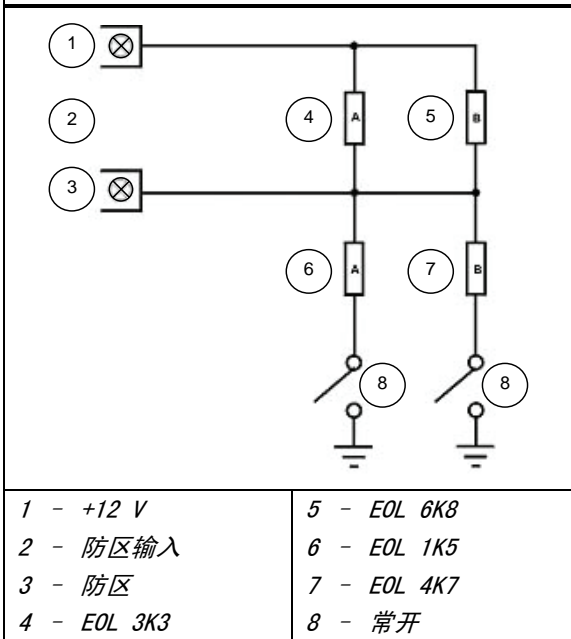 1
2
3
4 A
5 B
6 A
7 B
8
8
1 - +12 V
2 - 防区输入
3 - 防区
4 - EOL 3K3
5 - EOL 6K8
6 - EOL 1K5
7 - EOL 4K7
8 - 常开